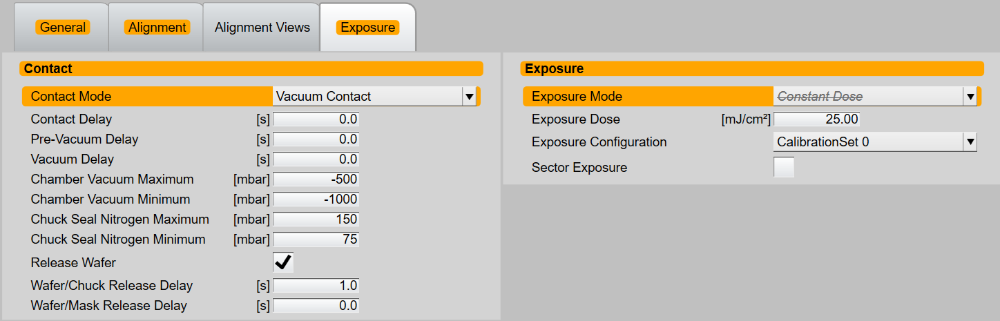 General Alignment Alignment Views Exposure
Contact
Contact Mode Vacuum Contact
Contact Delay [s] 0.0
Pre-Vacuum Delay [s] 0.0
Vacuum Delay [s] 0.0
Chamber Vacuum Maximum [mbar] -500
Chamber Vacuum Minimum [mbar] -1000
Chuck Seal Nitrogen Maximum [mbar] 150
Chuck Seal Nitrogen Minimum [mbar] 75
Release Wafer
Wafer/Chuck Release Delay [s] 1.0
Wafer/Mask Release Delay [s] 0.0
Exposure
Exposure Mode Constant Dose
Exposure Dose [mJ/cm²] 25.00
Exposure Configuration CalibrationSet 0
Sector Exposure